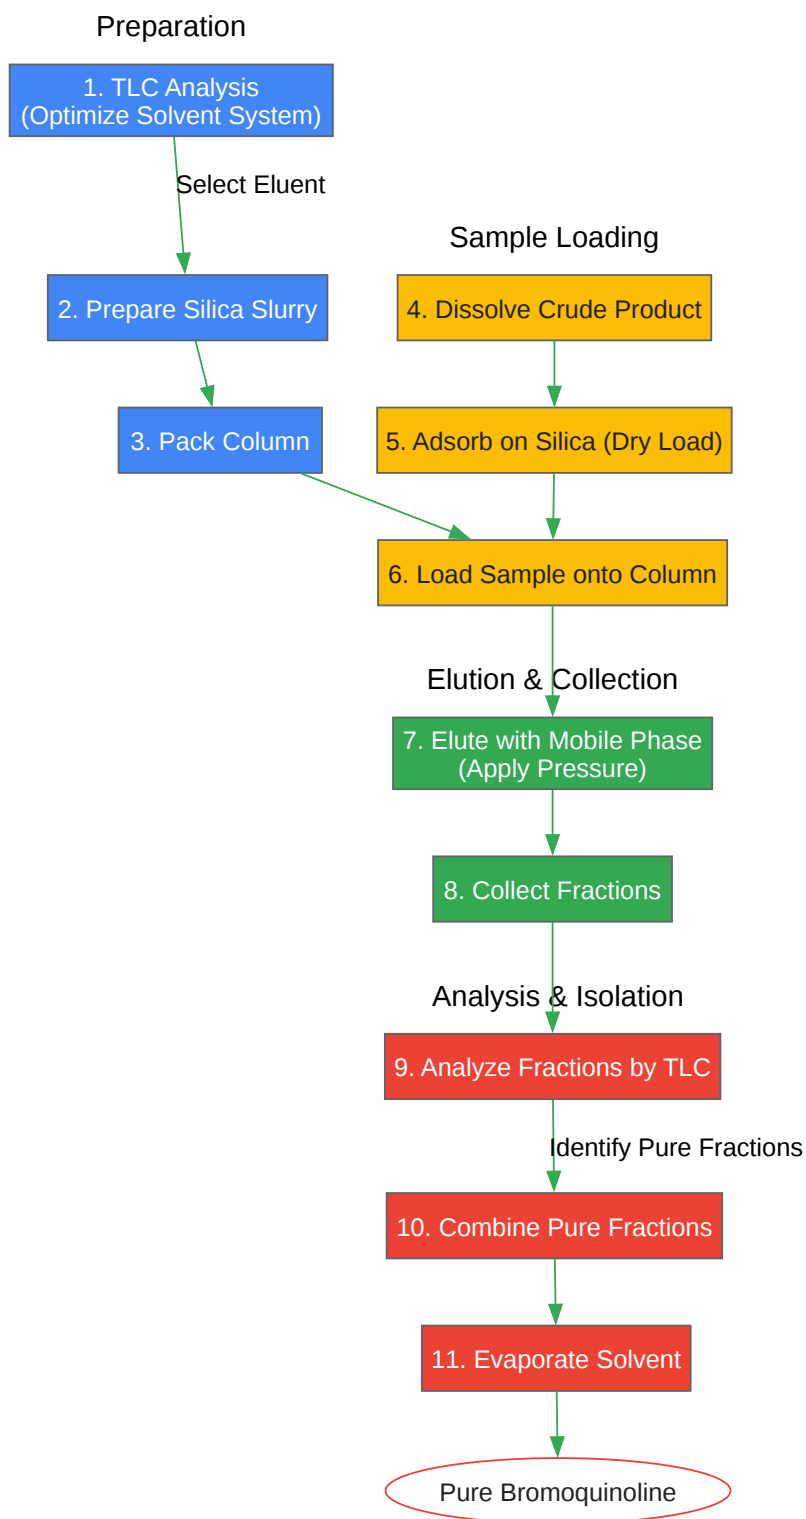 Preparation
1. TLC Analysis
(Optimize Solvent System)
Select Eluent
2. Prepare Silica Slurry
3. Pack Column
Sample Loading
4. Dissolve Crude Product
5. Adsorb on Silica (Dry Load)
6. Load Sample onto Column
Elution & Collection
7. Elute with Mobile Phase
(Apply Pressure)
8. Collect Fractions
Analysis & Isolation
9. Analyze Fractions by TLC
Identify Pure Fractions
10. Combine Pure Fractions
11. Evaporate Solvent
Pure Bromoquinoline